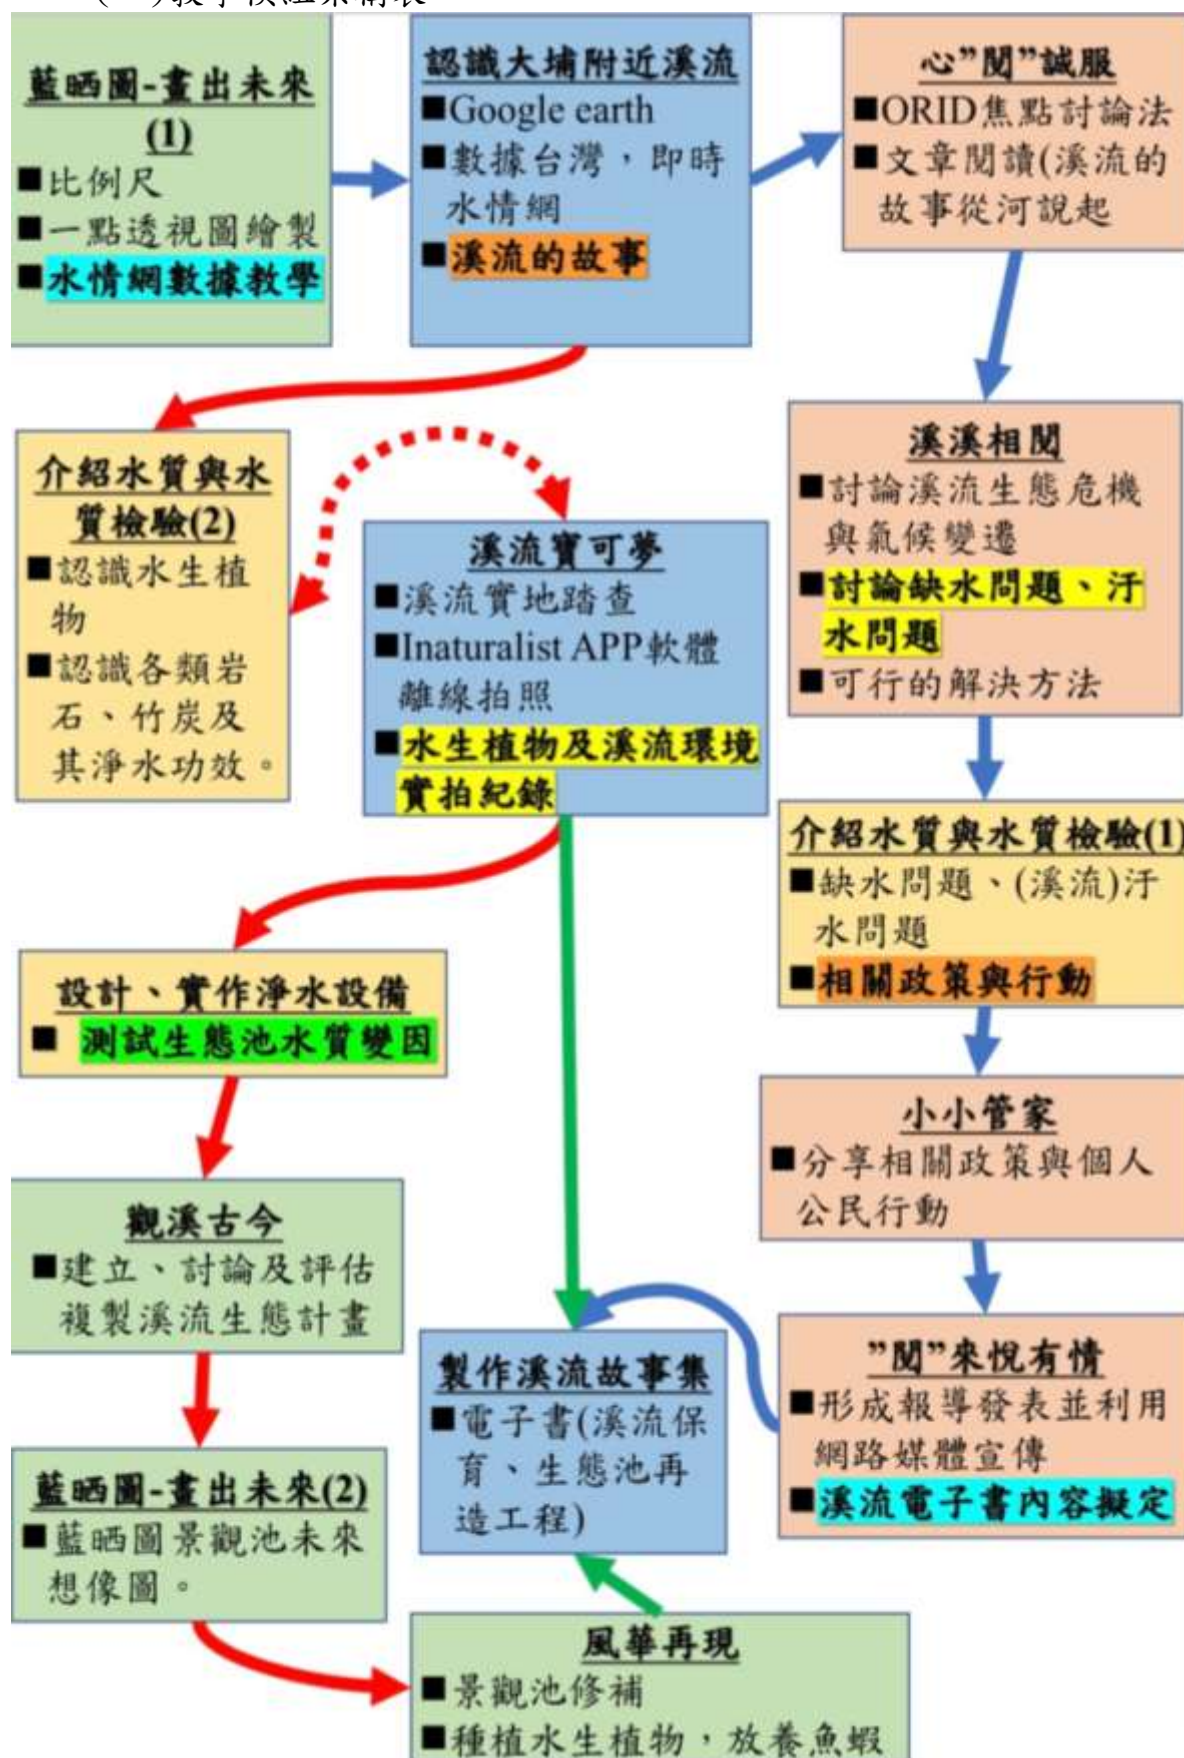 藍晒圖-畫出未來
(1)
■比例尺
■一點透視圖繪製
■水情網數據教學
認識大埔附近溪流
■Google earth
■數據台灣，即時
水情網
■溪流的故事
心”閱”誠服
■ORID焦點討論法
■文章閱讀(溪流的
故事從河說起
介紹水質與水
質檢驗(2)
■認識水生植
物
■認識各類岩
石、竹炭及
其淨水功效。
溪流寶可夢
■溪流實地踏查
■Inaturalist APP軟體
離線拍照
■水生植物及溪流環境
實拍紀錄
溪溪相閱
■討論溪流生態危機
與氣候變遷
■討論缺水問題、汙
水問題
■可行的解決方法
介紹水質與水質檢驗(1)
■缺水問題、(溪流)汙
水問題
■相關政策與行動
設計、實作淨水設備
■ 測試生態池水質變因
小小管家
■分享相關政策與個人
公民行動
觀溪古今
■建立、討論及評估
複製溪流生態計畫
製作溪流故事集
■電子書(溪流保
育、生態池再
造工程)
”閱”來悅有情
■形成報導發表並利用
網路媒體宣傳
■溪流電子書內容擬定
藍晒圖-畫出未來(2)
■藍晒圖景觀池未來
想像圖。
風華再現
■景觀池修補
■種植水生植物，放養魚蝦